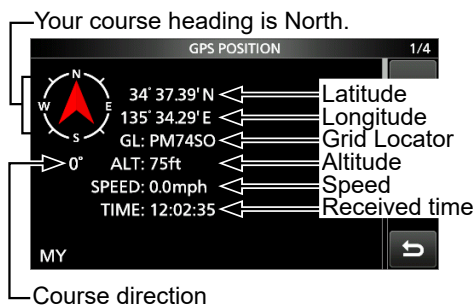 Your course heading is North.
GPS POSITION 1/4
N
W E
S
34° 37.39' N Latitude
135° 34.29' E Longitude
GL: PM74SO Grid Locator
0° ALT: 75ft Altitude
SPEED: 0.0mph Speed
TIME: 12:02:35 Received time
MY
Course direction